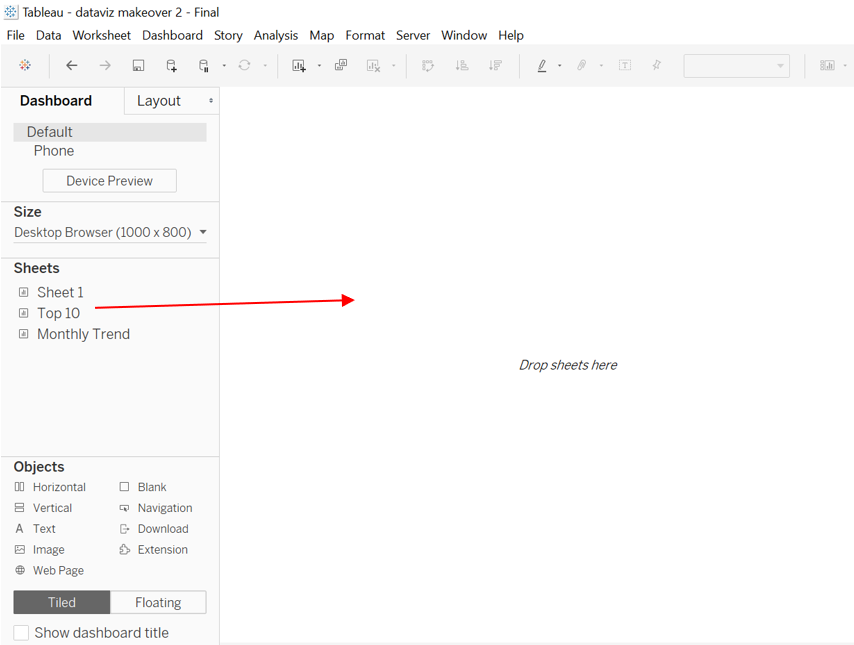 Tableau - dataviz makeover 2 - Final
File Data Worksheet Dashboard Story Analysis Map Format Server Window Help
Dashboard Layout
Default
Phone
Device Preview
Size
Desktop Browser (1000 x 800)
Sheets
Sheet 1
Top 10
Monthly Trend
Drop sheets here
Objects
Horizontal Blank
Vertical Navigation
A Text Download
Image Extension
Web Page
Tiled Floating
Show dashboard title